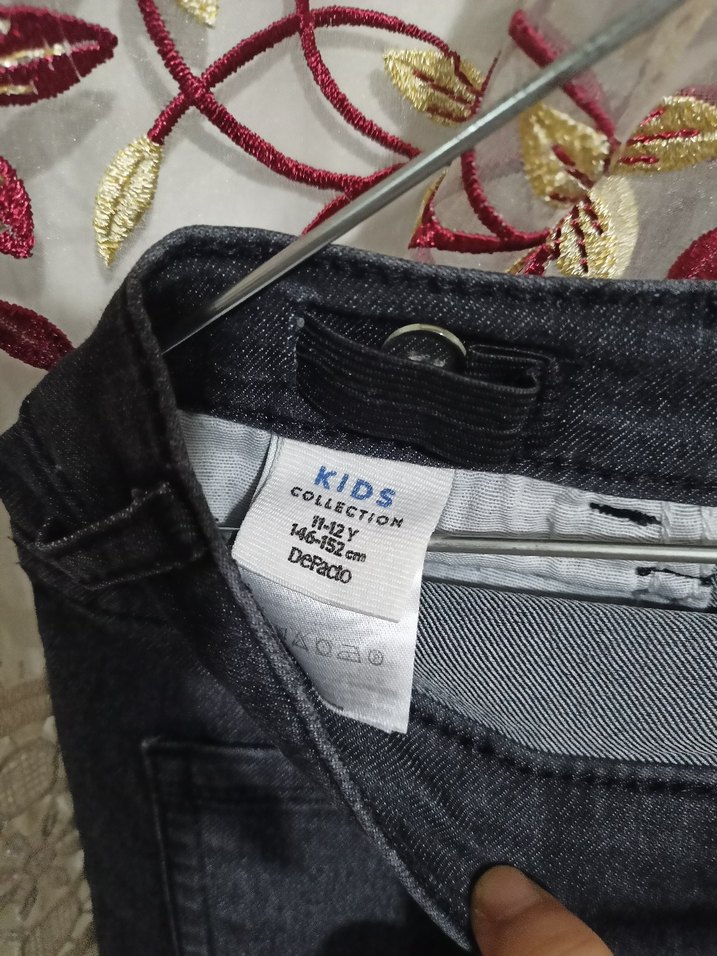 KIDS
COLLECTION
11-12 Y
146-152 cm
DeFacto